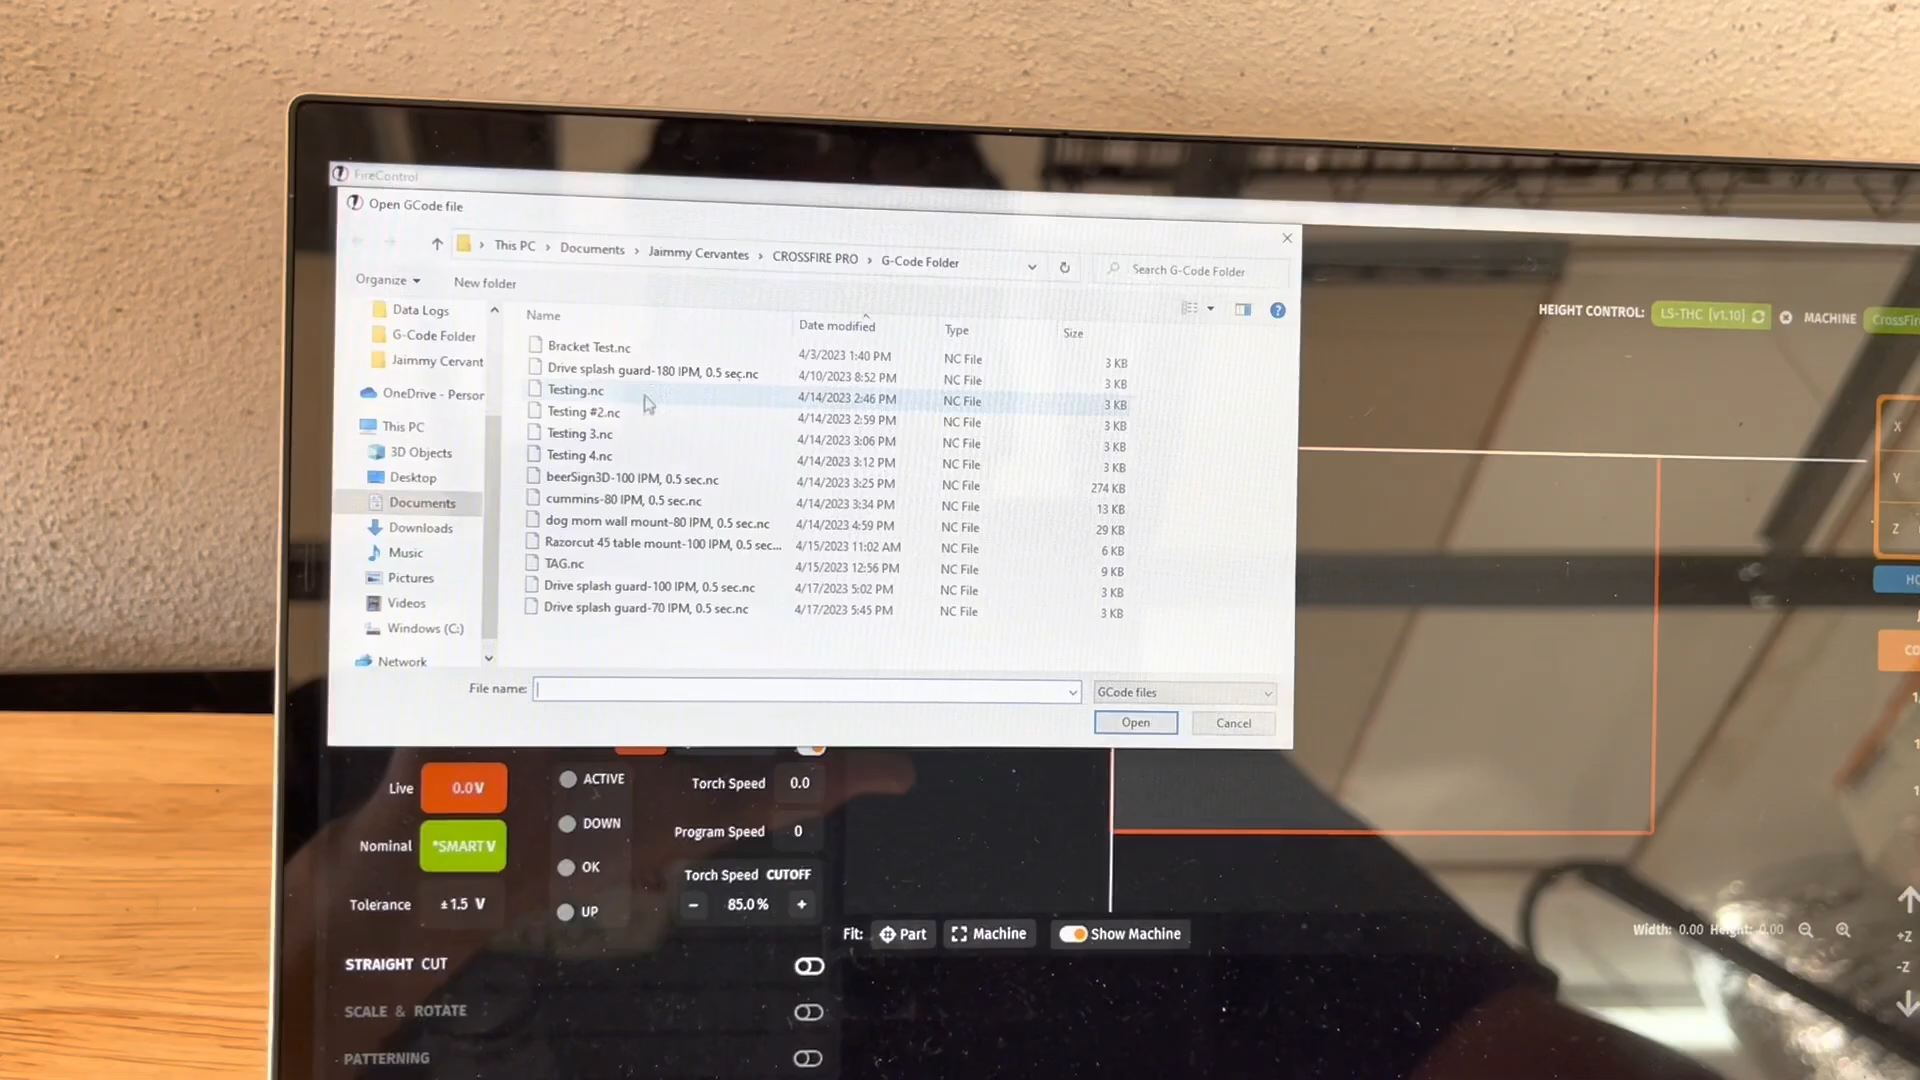 FireControl
Open GCode file
This PC › Documents › Jaimmy Cervantes › CROSSFIRE PRO › G-Code Folder
Search G-Code Folder
Organize
New folder
Data Logs
G-Code Folder
Jaimmy Cervant
OneDrive - Person
This PC
3D Objects
Desktop
Documents
Downloads
Music
Pictures
Videos
Windows (C:)
Network
Name Date modified Type Size
Bracket Test.nc 4/3/2023 1:40 PM NC File 3 KB
Drive splash guard-180 IPM, 0.5 sec.nc 4/10/2023 8:52 PM NC File 3 KB
Testing.nc 4/14/2023 2:46 PM NC File 3 KB
Testing #2.nc 4/14/2023 2:59 PM NC File 3 KB
Testing 3.nc 4/14/2023 3:06 PM NC File 3 KB
Testing 4.nc 4/14/2023 3:12 PM NC File 3 KB
beerSign3D-100 IPM, 0.5 sec.nc 4/14/2023 3:25 PM NC File 274 KB
cummins-80 IPM, 0.5 sec.nc 4/14/2023 3:34 PM NC File 13 KB
dog mom wall mount-80 IPM, 0.5 sec.nc 4/14/2023 4:59 PM NC File 29 KB
Razorcut 45 table mount-100 IPM, 0.5 sec... 4/15/2023 11:02 AM NC File 6 KB
TAG.nc 4/15/2023 12:56 PM NC File 9 KB
Drive splash guard-100 IPM, 0.5 sec.nc 4/17/2023 5:02 PM NC File 3 KB
Drive splash guard-70 IPM, 0.5 sec.nc 4/17/2023 5:45 PM NC File 3 KB
File name:
GCode files
Open
Cancel
HEIGHT CONTROL: LS-THC [v1.10] MACHINE CrossFire
X
Y
Z
HO
CO
Live 0.0V
Nominal *SMART V
Tolerance ±1.5 V
ACTIVE
DOWN
OK
UP
Torch Speed 0.0
Program Speed 0
Torch Speed CUTOFF
− 85.0% +
Fit: Part Machine Show Machine
Width: 0.00 Height: 0.00
+Z
-Z
STRAIGHT CUT
SCALE & ROTATE
PATTERNING